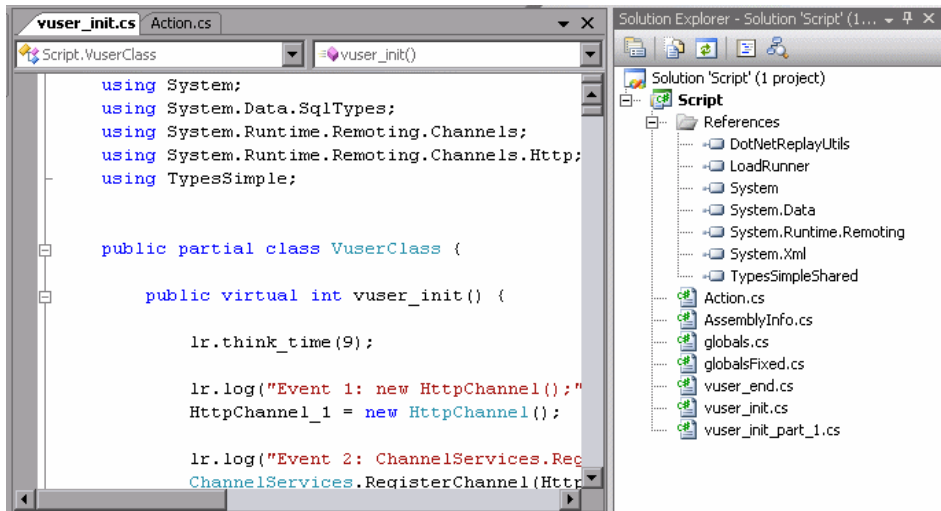 vuser_init.cs Action.cs
Script.VuserClass vuser_init()
using System;
using System.Data.SqlTypes;
using System.Runtime.Remoting.Channels;
using System.Runtime.Remoting.Channels.Http;
using TypesSimple;
public partial class VuserClass {
public virtual int vuser_init() {
lr.think_time(9);
lr.log("Event 1: new HttpChannel();"
HttpChannel_1 = new HttpChannel();
lr.log("Event 2: ChannelServices.Reg
ChannelServices.RegisterChannel(Http
Solution Explorer - Solution 'Script' (1...
Solution 'Script' (1 project)
Script
References
DotNetReplayUtils
LoadRunner
System
System.Data
System.Runtime.Remoting
System.Xml
TypesSimpleShared
Action.cs
AssemblyInfo.cs
globals.cs
globalsFixed.cs
vuser_end.cs
vuser_init.cs
vuser_init_part_1.cs